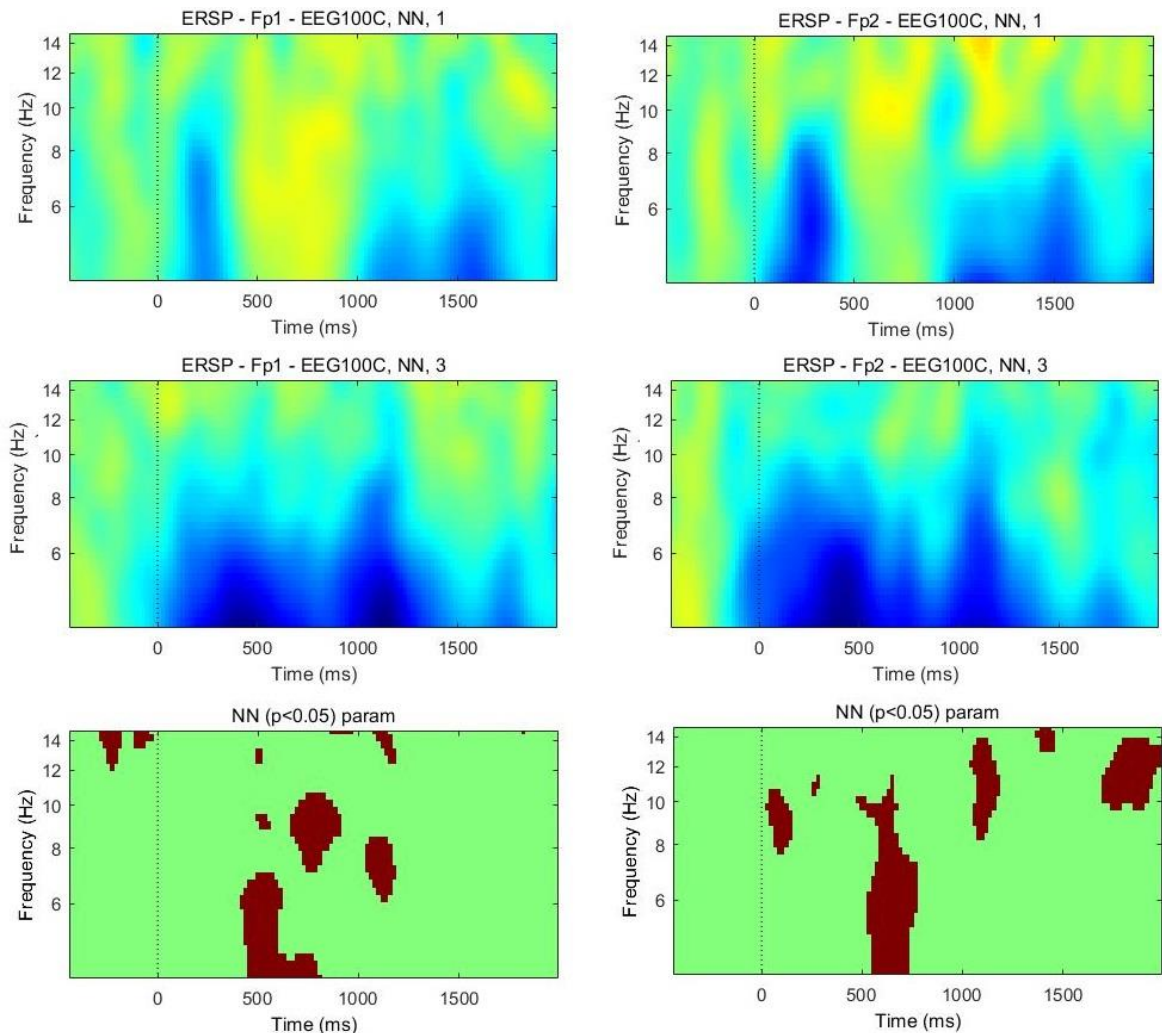 ERSP - Fp1 - EEG100C, NN, 1
Frequency (Hz)
14
12
10
8
6
0 500 1000 1500
Time (ms)
ERSP - Fp2 - EEG100C, NN, 1
Frequency (Hz)
14
12
10
8
6
0 500 1000 1500
Time (ms)
ERSP - Fp1 - EEG100C, NN, 3
Frequency (Hz)
14
12
10
8
6
0 500 1000 1500
Time (ms)
ERSP - Fp2 - EEG100C, NN, 3
Frequency (Hz)
14
12
10
8
6
0 500 1000 1500
Time (ms)
NN (p<0.05) param
Frequency (Hz)
14
12
10
8
6
0 500 1000 1500
Time (ms)
NN (p<0.05) param
Frequency (Hz)
14
12
10
8
6
0 500 1000 1500
Time (ms)